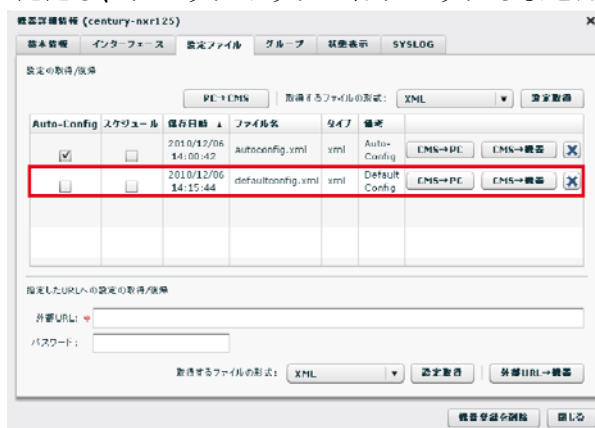 機器詳細情報 (century-nxr125)
基本情報 インターフェース 設定ファイル グループ 状態表示 SYSLOG
設定の取得/復帰
PC→CMS 取得するファイルの形式: XML 設定取得
Auto-Config スケジュール 保存日時 ▲ ファイル名 タイプ 備考
2010/12/06 14:00:42 Autoconfig.xml xml Auto-Config CMS→PC CMS→機器
2010/12/06 14:15:44 defaultconfig.xml xml Default Config CMS→PC CMS→機器
指定したURLへの設定の取得/復帰
外部URL:
パスワード:
取得するファイルの形式: XML 設定取得 外部URL→機器
機器登録を削除 閉じる